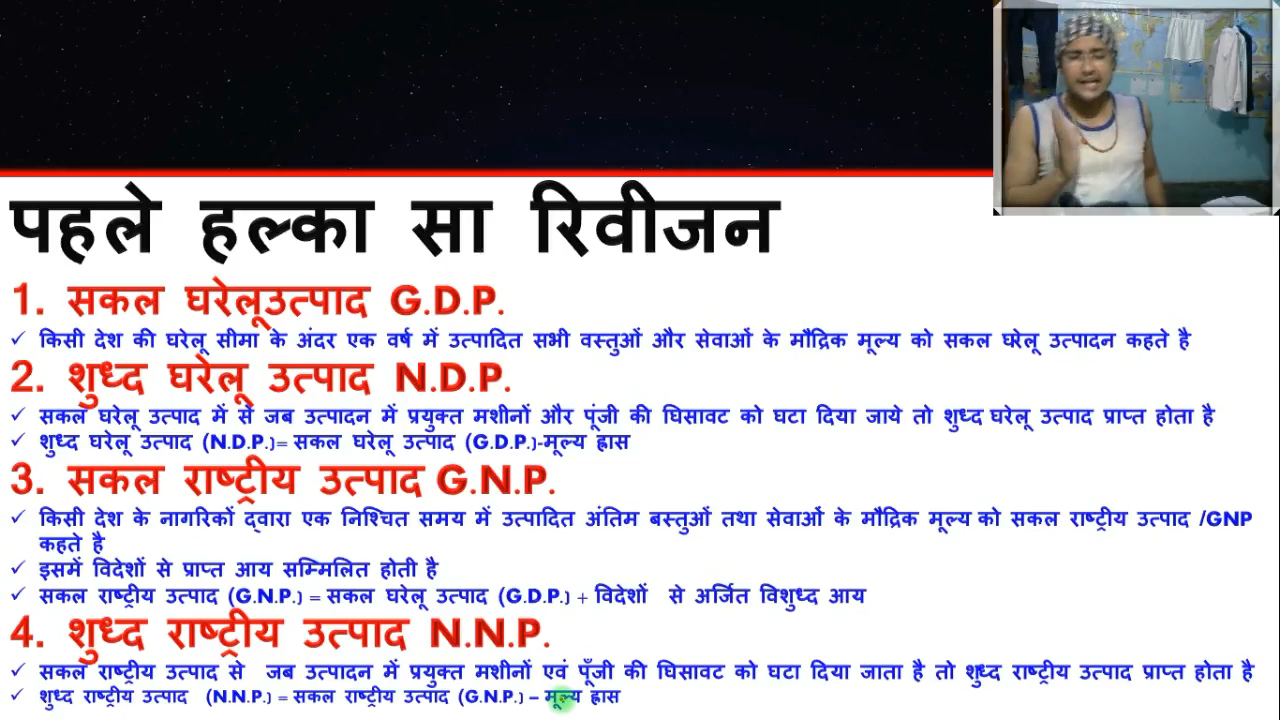 पहले हल्का सा रिवीजन
1. सकल घरेलूउत्पाद G.D.P.
✓ किसी देश की घरेलू सीमा के अंदर एक वर्ष में उत्पादित सभी वस्तुओं और सेवाओं के मौद्रिक मूल्य को सकल घरेलू उत्पादन कहते है
2. शुध्द घरेलू उत्पाद N.D.P.
✓ सकल घरेलू उत्पाद में से जब उत्पादन में प्रयुक्त मशीनों और पूंजी की घिसावट को घटा दिया जाये तो शुध्द घरेलू उत्पाद प्राप्त होता है
✓ शुध्द घरेलू उत्पाद (N.D.P.)= सकल घरेलू उत्पाद (G.D.P.)-मूल्य ह्रास
3. सकल राष्ट्रीय उत्पाद G.N.P.
✓ किसी देश के नागरिकों द्वारा एक निश्चित समय में उत्पादित अंतिम बस्तुओं तथा सेवाओं के मौद्रिक मूल्य को सकल राष्ट्रीय उत्पाद /GNP
कहते है
✓ इसमें विदेशों से प्राप्त आय सम्मिलित होती है
✓ सकल राष्ट्रीय उत्पाद (G.N.P.) = सकल घरेलू उत्पाद (G.D.P.) + विदेशों से अर्जित विशुध्द आय
4. शुध्द राष्ट्रीय उत्पाद N.N.P.
✓ सकल राष्ट्रीय उत्पाद से जब उत्पादन में प्रयुक्त मशीनों एवं पूँजी की घिसावट को घटा दिया जाता है तो शुध्द राष्ट्रीय उत्पाद प्राप्त होता है
✓ शुध्द राष्ट्रीय उत्पाद (N.N.P.) = सकल राष्ट्रीय उत्पाद (G.N.P.) – मूल्य ह्रास